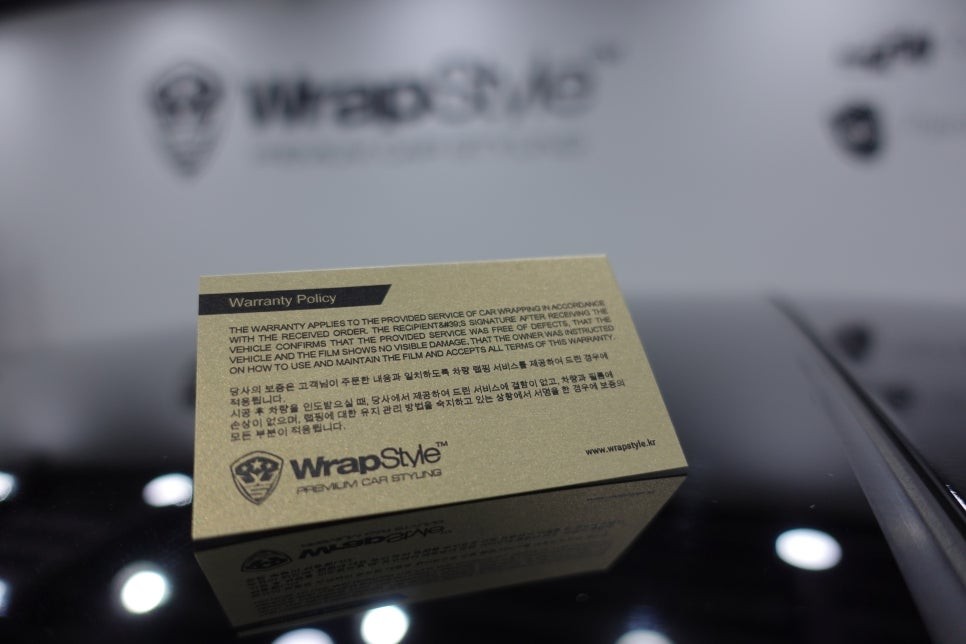 WrapStyle™
PREMIUM CAR STYLING
Warranty Policy
THE WARRANTY APPLIES TO THE PROVIDED SERVICE OF CAR WRAPPING IN ACCORDANCE
WITH THE RECEIVED ORDER. THE RECIPIENT&#39;S SIGNATURE AFTER RECEIVING THE
VEHICLE CONFIRMS THAT THE PROVIDED SERVICE WAS FREE OF DEFECTS, THAT THE
VEHICLE AND THE FILM SHOWS NO VISIBLE DAMAGE, THAT THE OWNER WAS INSTRUCTED
ON HOW TO USE AND MAINTAIN THE FILM AND ACCEPTS ALL TERMS OF THIS WARRANTY.
당사의 보증은 고객님이 주문한 내용과 일치하도록 차량 랩핑 서비스를 제공하여 드린 경우에
적용됩니다.
시공 후 차량을 인도받으실 때, 당사에서 제공하여 드린 서비스에 결함이 없고, 차량과 필름에
손상이 없으며, 랩핑에 대한 유지 관리 방법을 숙지하고 있는 상황에서 서명을 한 경우에 보증의
모든 부분이 적용됩니다.
WrapStyle™
PREMIUM CAR STYLING
www.wrapstyle.kr